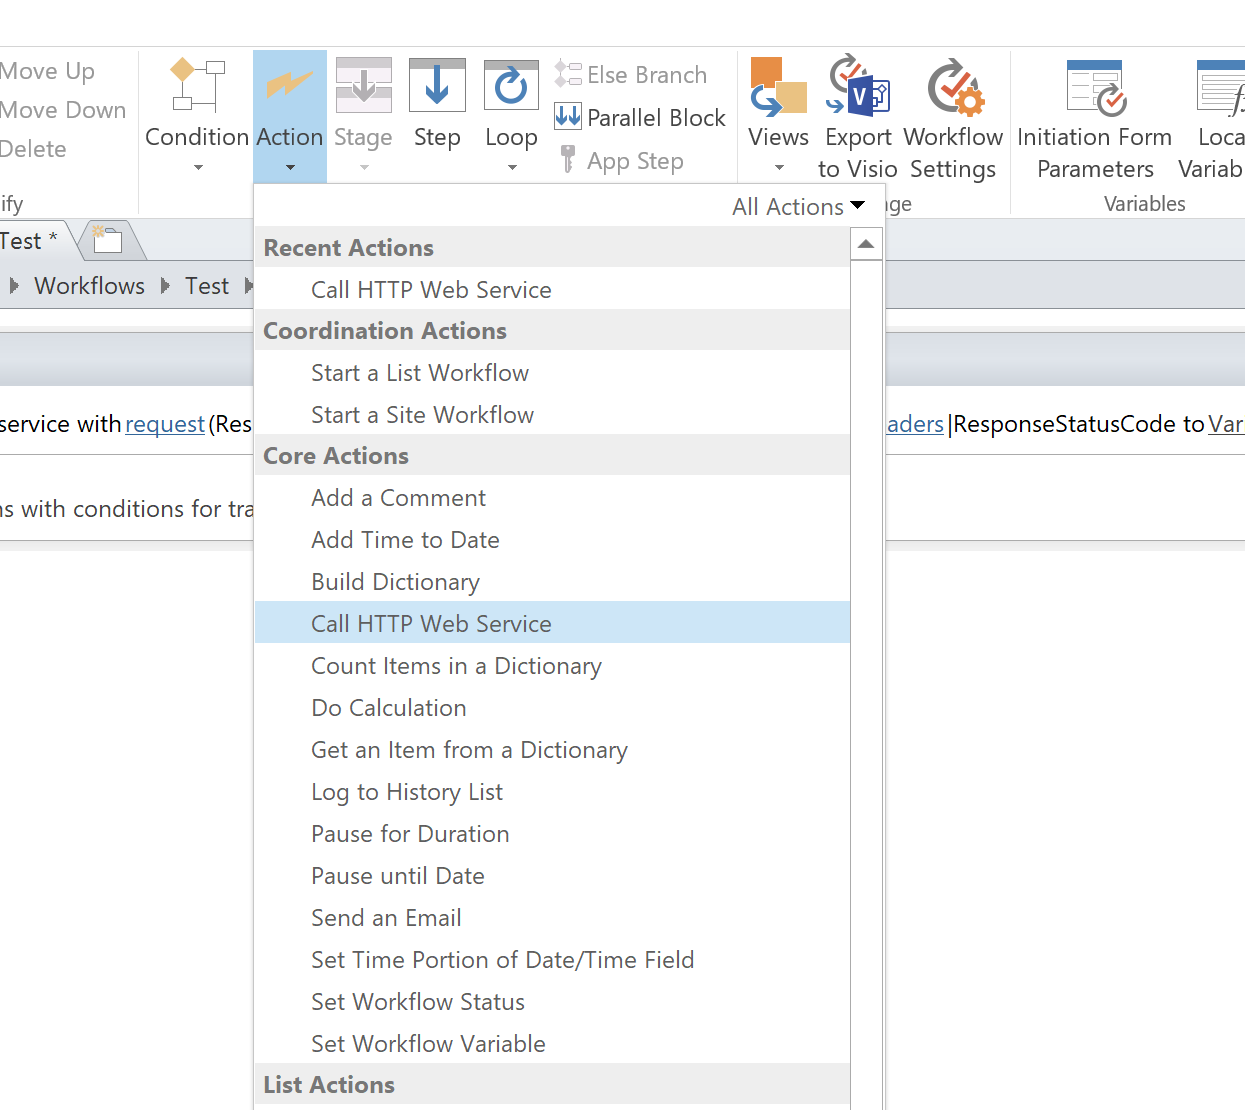 Move Up
Move Down
Delete
Condition
Action
Stage
Step
Loop
Else Branch
Parallel Block
App Step
Views
Export
to Visio
Workflow
Settings
Initiation Form
Parameters
Loca
Variab
ify
ge
Variables
Test *
Workflows
Test
All Actions
Recent Actions
Call HTTP Web Service
Coordination Actions
Start a List Workflow
Start a Site Workflow
service with request (Res
aders |ResponseStatusCode to Var
Core Actions
Add a Comment
ns with conditions for tra
Add Time to Date
Build Dictionary
Call HTTP Web Service
Count Items in a Dictionary
Do Calculation
Get an Item from a Dictionary
Log to History List
Pause for Duration
Pause until Date
Send an Email
Set Time Portion of Date/Time Field
Set Workflow Status
Set Workflow Variable
List Actions